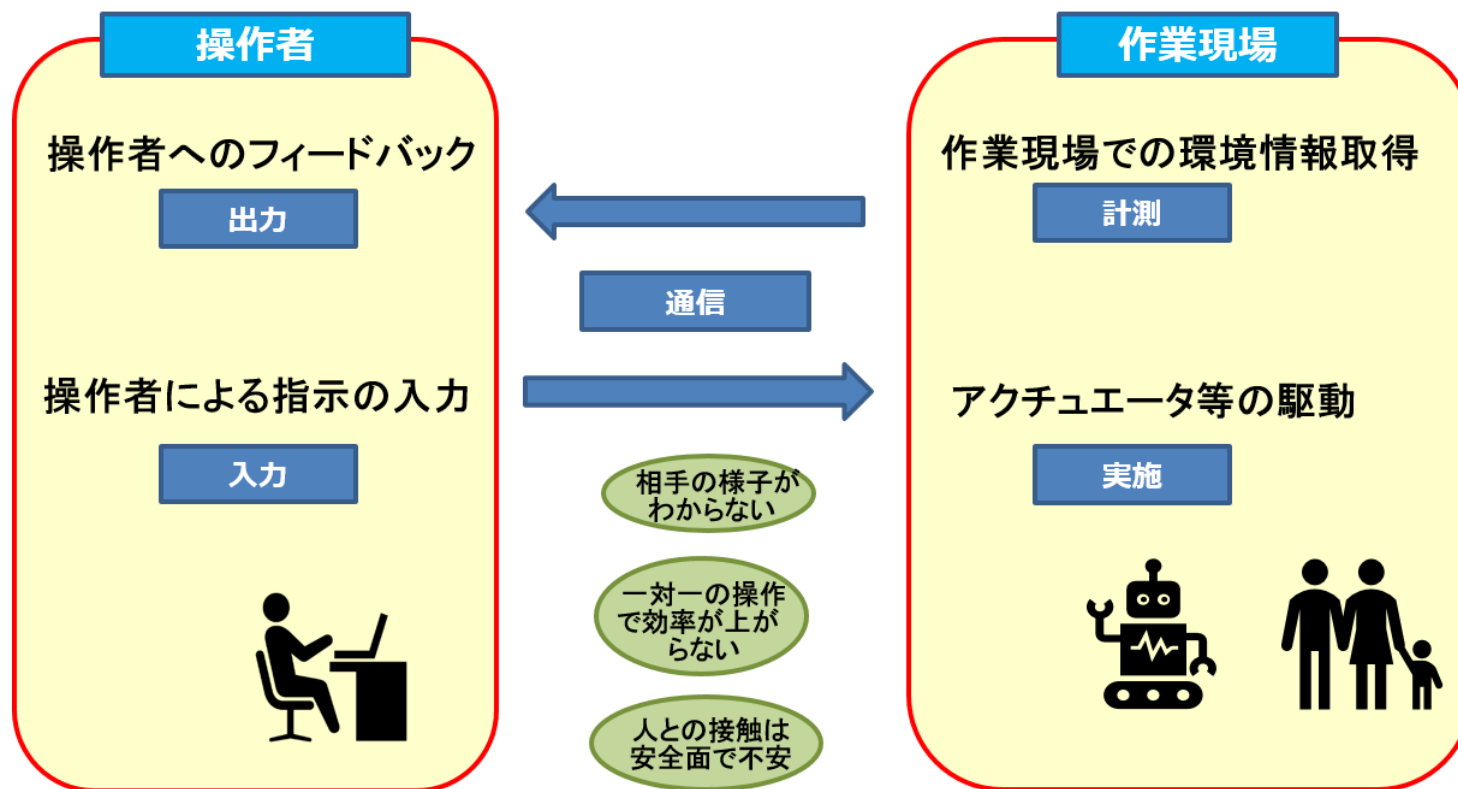 操作者
操作者へのフィードバック
出力
操作者による指示の入力
入力
通信
相手の様子が
わからない
一対一の操作
で効率が上が
らない
人との接触は
安全面で不安
作業現場
作業現場での環境情報取得
計測
アクチュエータ等の駆動
実施